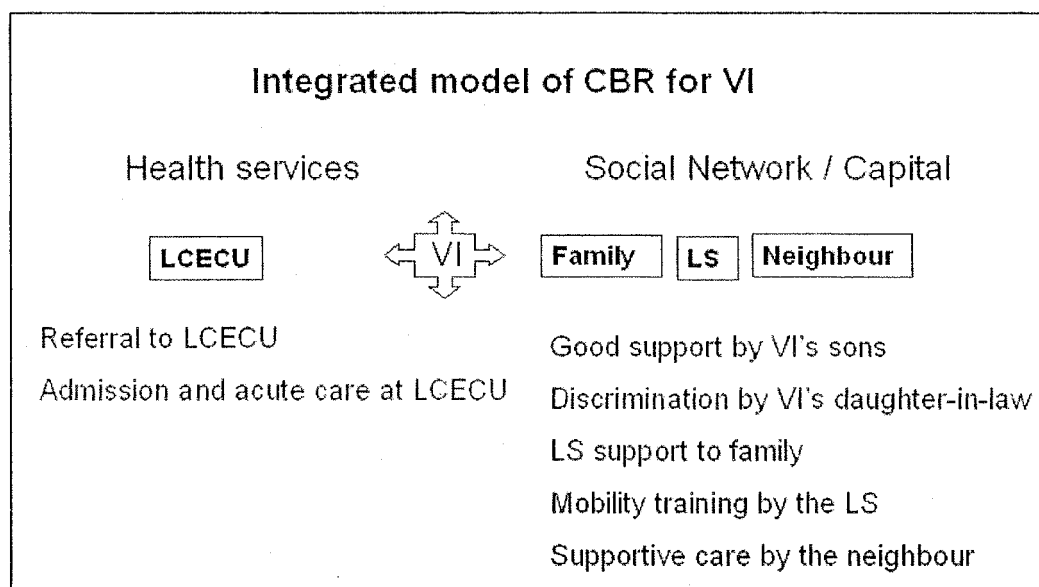 Integrated model of CBR for VI
Health services
Social Network / Capital
LCECU
VI
Family
LS
Neighbour
Referral to LCECU
Admission and acute care at LCECU
Good support by VI's sons
Discrimination by VI's daughter-in-law
LS support to family
Mobility training by the LS
Supportive care by the neighbour